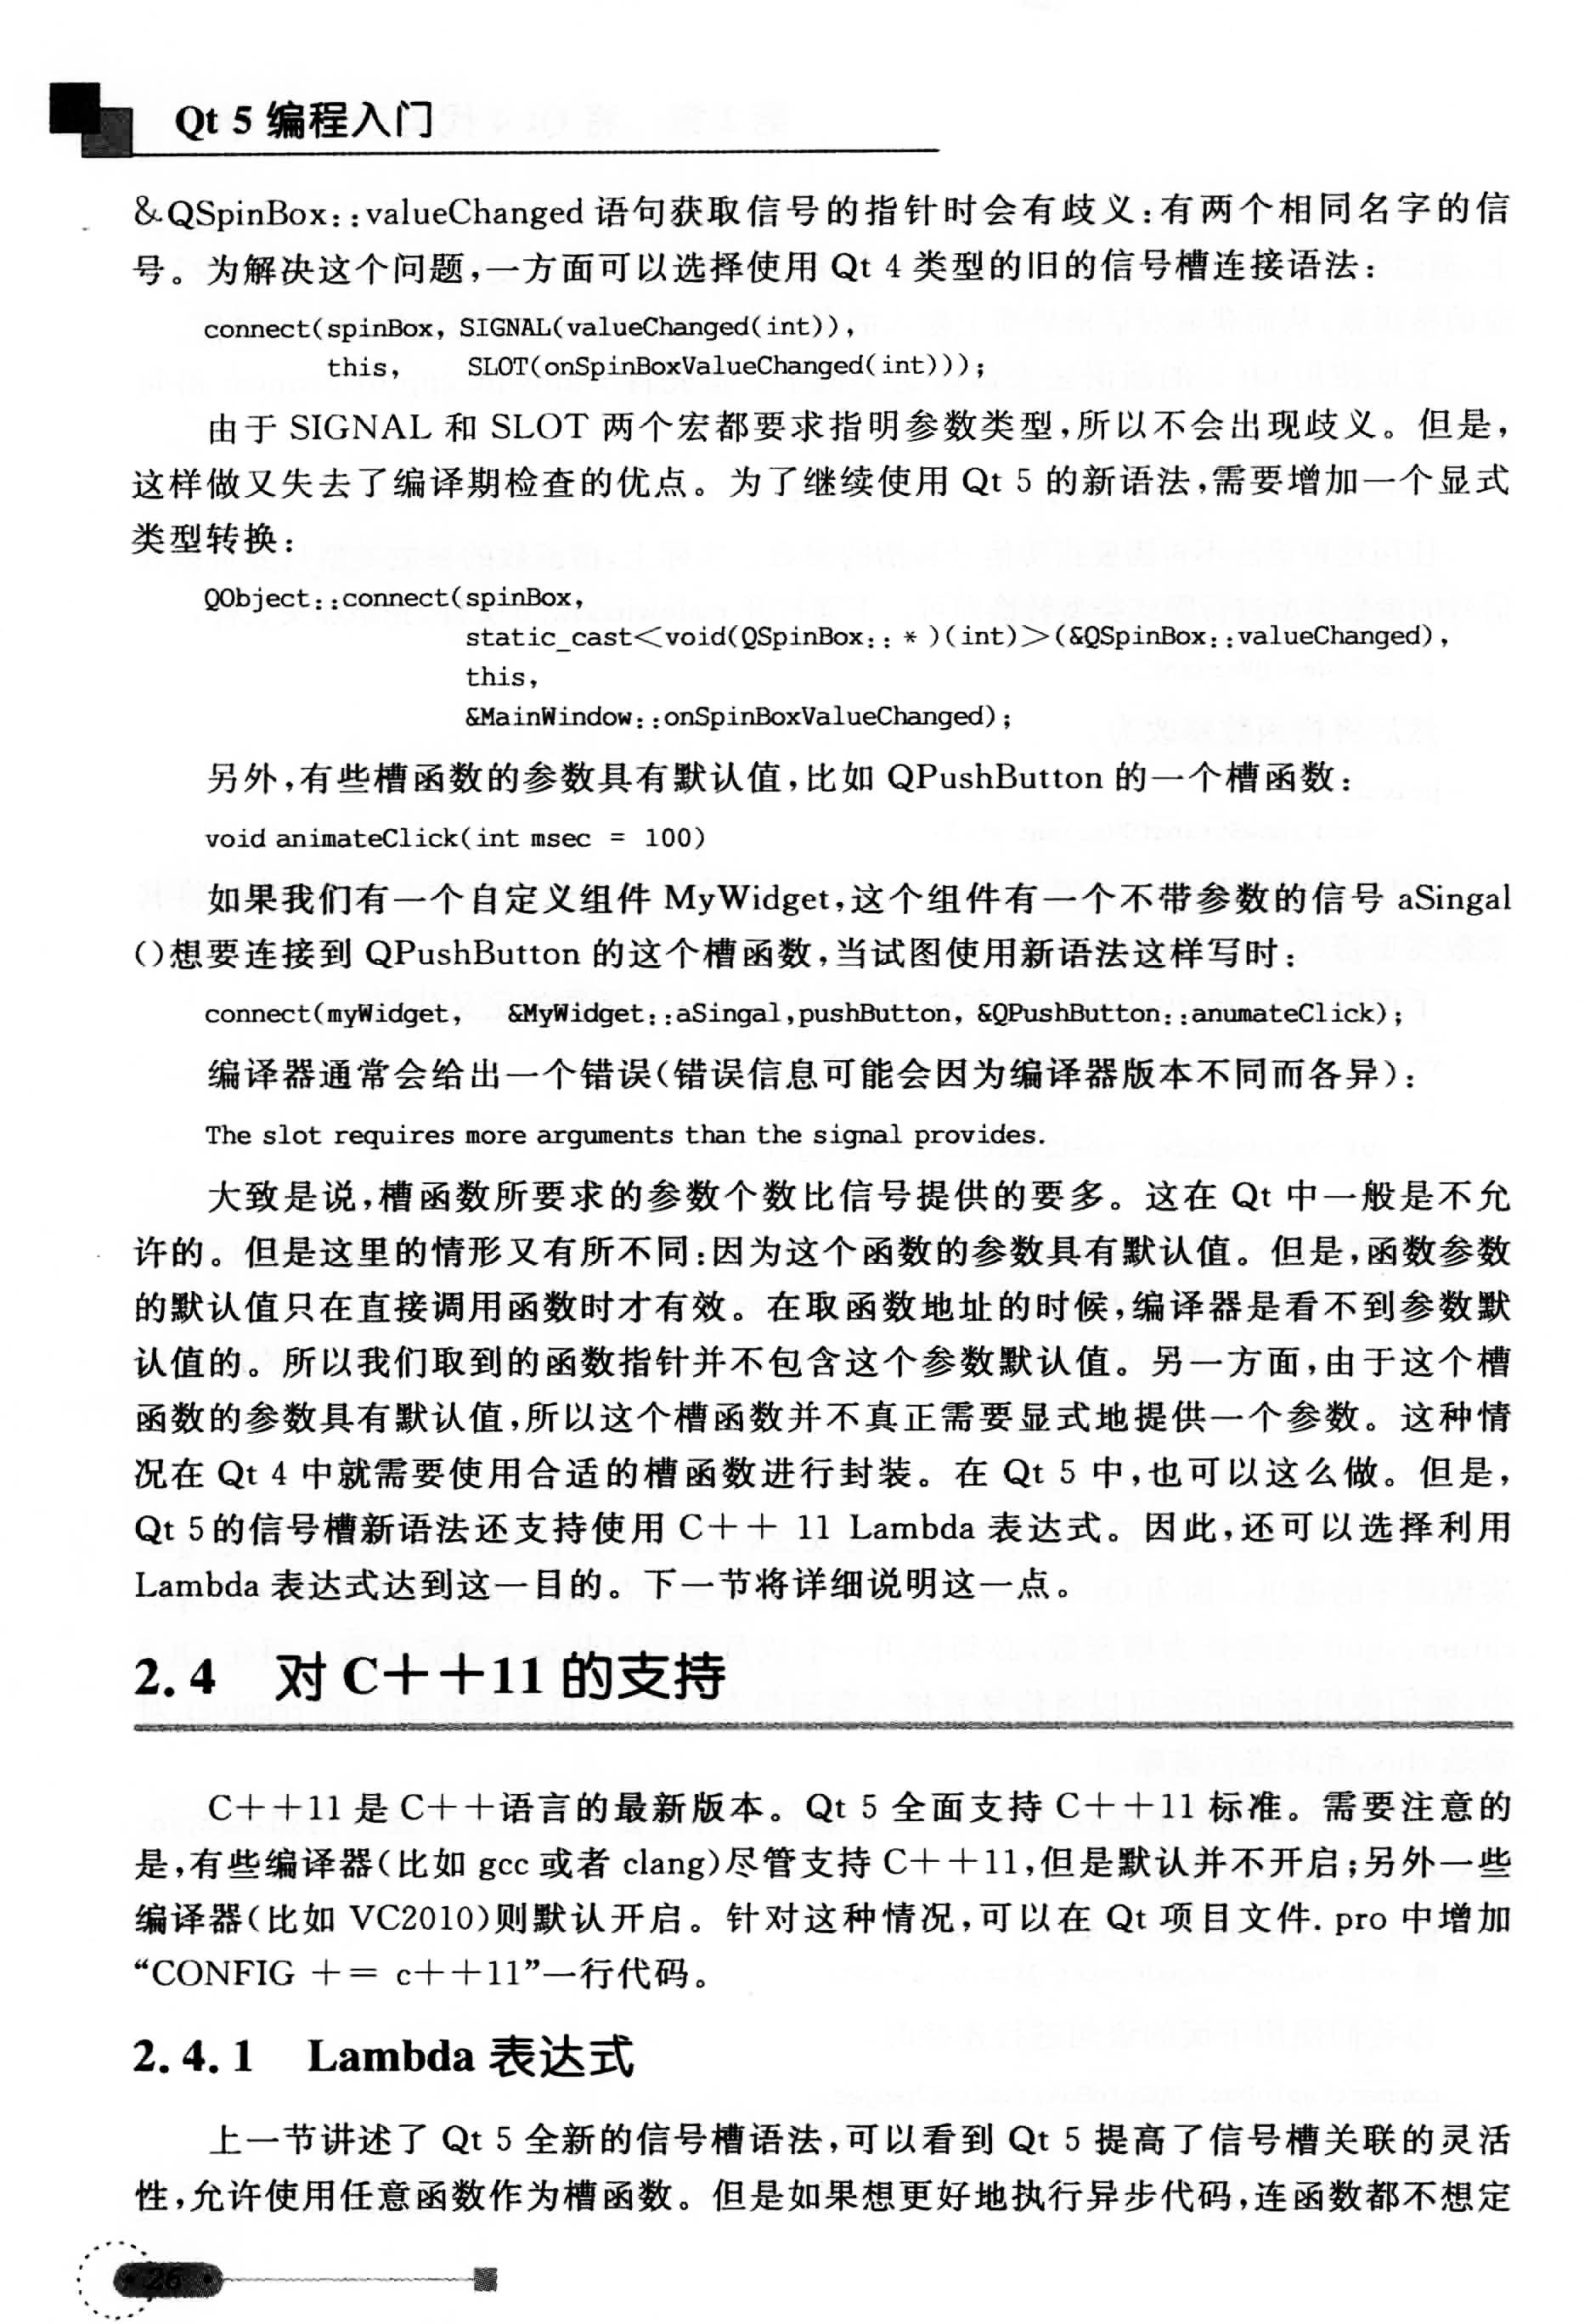 Qt 5 编程入门
&QSpinBox::valueChanged 语句获取信号的指针时会有歧义:有两个相同名字的信
号。为解决这个问题,一方面可以选择使用 Qt 4 类型的旧的信号槽连接语法:
connect(spinBox, SIGNAL(valueChanged(int)),
this, SLOT(onSpinBoxValueChanged(int)));
由于 SIGNAL 和 SLOT 两个宏都要求指明参数类型,所以不会出现歧义。但是,
这样做又失去了编译期检查的优点。为了继续使用 Qt 5 的新语法,需要增加一个显式
类型转换:
QObject::connect(spinBox,
static_cast<void(QSpinBox:: * )(int)>(&QSpinBox::valueChanged),
this,
&MainWindow::onSpinBoxValueChanged);
另外,有些槽函数的参数具有默认值,比如 QPushButton 的一个槽函数:
void animateClick(int msec = 100)
如果我们有一个自定义组件 MyWidget,这个组件有一个不带参数的信号 aSingal
()想要连接到 QPushButton 的这个槽函数,当试图使用新语法这样写时:
connect(myWidget, &MyWidget::aSingal,pushButton, &QPushButton::anumateClick);
编译器通常会给出一个错误(错误信息可能会因为编译器版本不同而各异):
The slot requires more arguments than the signal provides.
大致是说,槽函数所要求的参数个数比信号提供的要多。这在 Qt 中一般是不允
许的。但是这里的情形又有所不同:因为这个函数的参数具有默认值。但是,函数参数
的默认值只在直接调用函数时才有效。在取函数地址的时候,编译器是看不到参数默
认值的。所以我们取到的函数指针并不包含这个参数默认值。另一方面,由于这个槽
函数的参数具有默认值,所以这个槽函数并不真正需要显式地提供一个参数。这种情
况在 Qt 4 中就需要使用合适的槽函数进行封装。在 Qt 5 中,也可以这么做。但是,
Qt 5的信号槽新语法还支持使用 C++ 11 Lambda 表达式。因此,还可以选择利用
Lambda 表达式达到这一目的。下一节将详细说明这一点。
2.4 对 C++11 的支持
C++11 是 C++语言的最新版本。Qt 5 全面支持 C++11 标准。需要注意的
是,有些编译器(比如 gcc 或者 clang)尽管支持 C++11,但是默认并不开启;另外一些
编译器(比如 VC2010)则默认开启。针对这种情况,可以在 Qt 项目文件. pro 中增加
“CONFIG += c++11”一行代码。
2.4.1 Lambda 表达式
上一节讲述了 Qt 5 全新的信号槽语法,可以看到 Qt 5 提高了信号槽关联的灵活
性,允许使用任意函数作为槽函数。但是如果想更好地执行异步代码,连函数都不想定
26